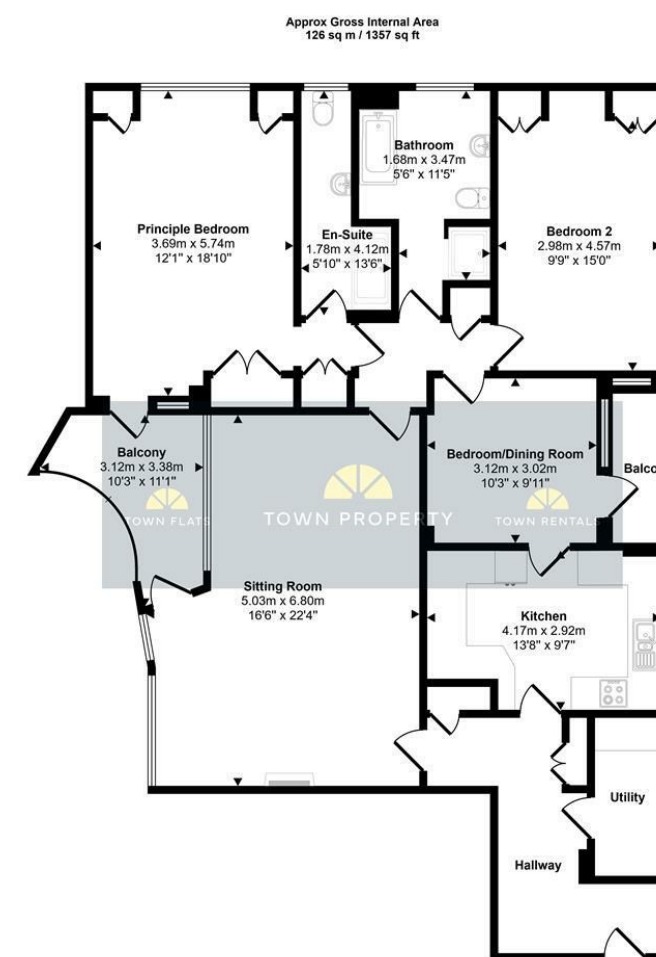 Approx Gross Internal Area
126 sq m / 1357 sq ft
Principle Bedroom
3.69m x 5.74m
12'1" x 18'10"
En-Suite
1.78m x 4.12m
5'10" x 13'6"
Bathroom
1.68m x 3.47m
5'6" x 11'5"
Bedroom 2
2.98m x 4.57m
9'9" x 15'0"
Balcony
3.12m x 3.38m
10'3" x 11'1"
TOWN FLATS
TOWN PROPERTY
Bedroom/Dining Room
3.12m x 3.02m
10'3" x 9'11"
TOWN RENTALS
Balco
Sitting Room
5.03m x 6.80m
16'6" x 22'4"
Kitchen
4.17m x 2.92m
13'8" x 9'7"
Utility
Hallway